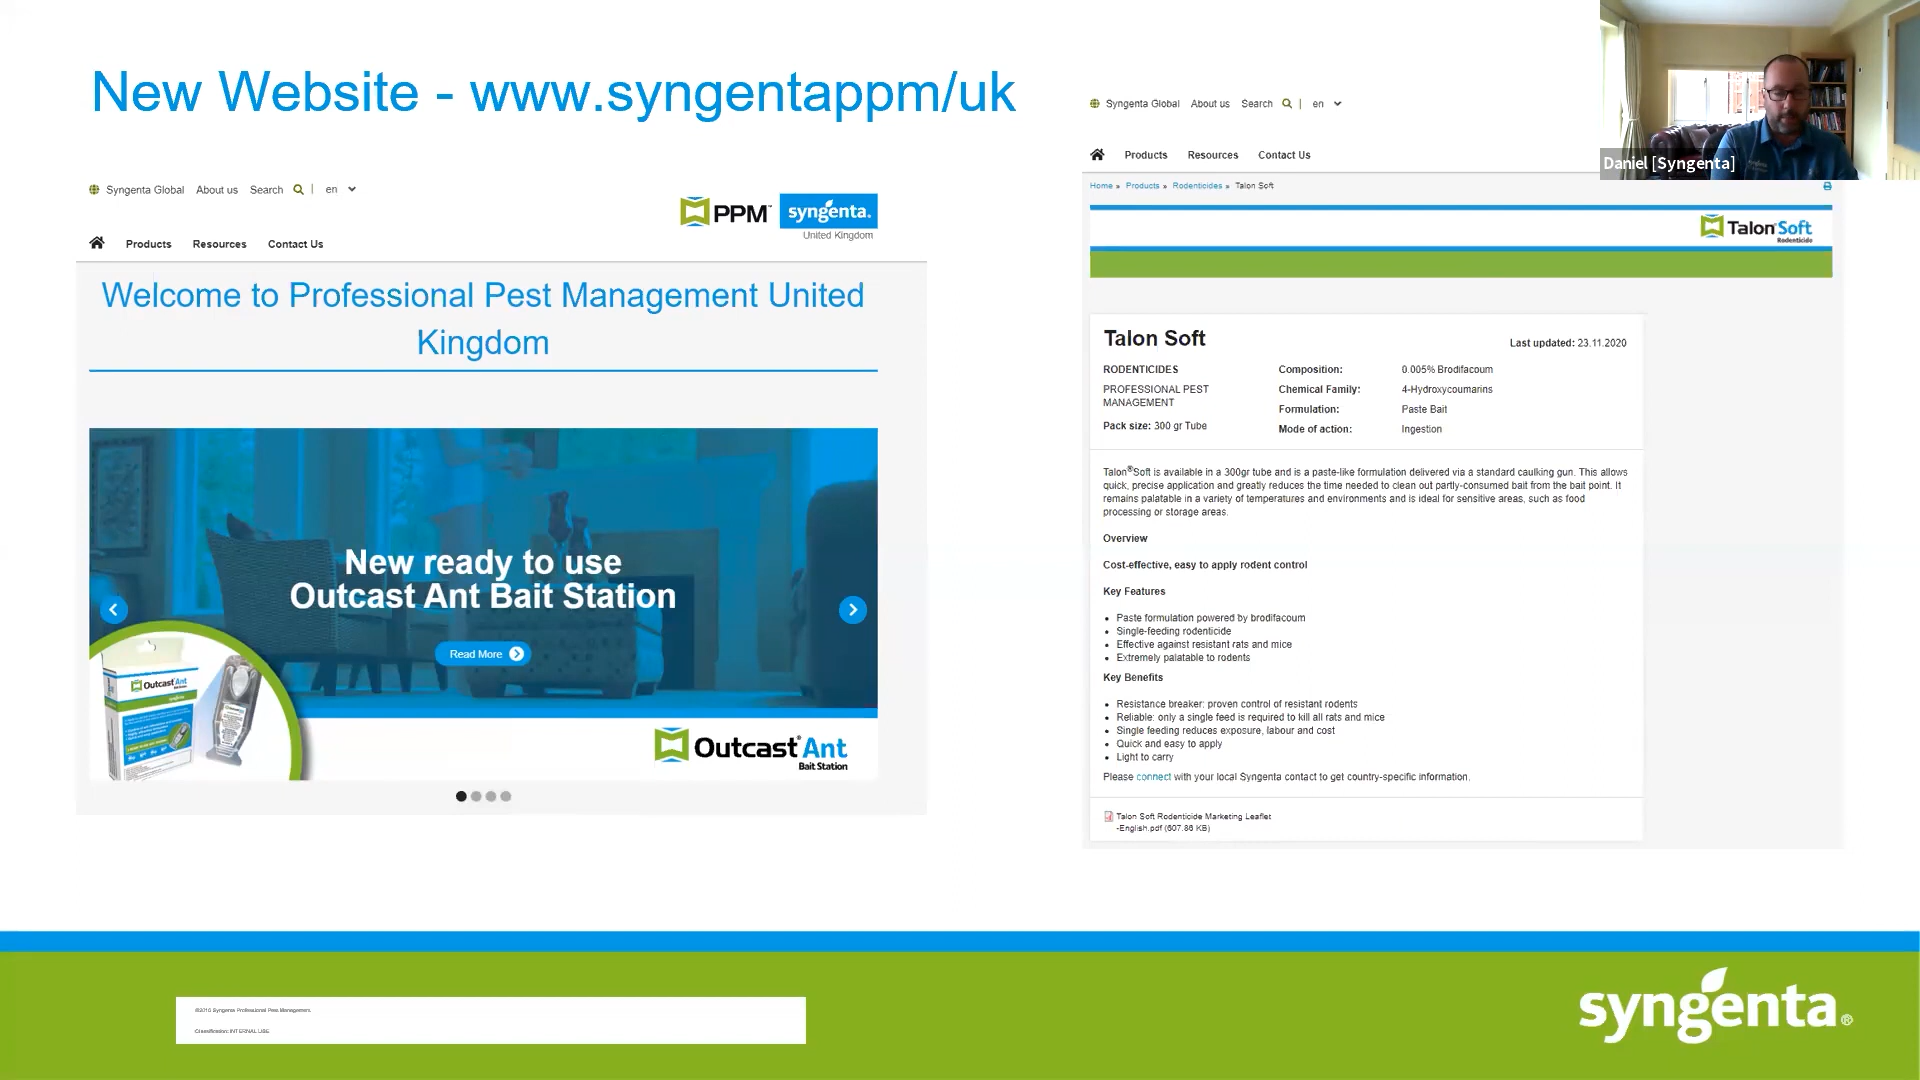 New Website - www.syngentappm/uk
Syngenta Global About us Search | en
PPM™ syngenta.
United Kingdom
Products Resources Contact Us
Welcome to Professional Pest Management United
Kingdom
New ready to use
Outcast Ant Bait Station
Read More
Outcast Ant
Outcast® Ant
Bait Station
Syngenta Global About us Search | en
Products Resources Contact Us
Daniel [Syngenta]
Home » Products » Rodenticides » Talon Soft
Talon Soft
Rodenticide
Talon Soft
Last updated: 23.11.2020
RODENTICIDES
PROFESSIONAL PEST
MANAGEMENT
Pack size: 300 gr Tube
Composition: 0.005% Brodifacoum
Chemical Family: 4-Hydroxycoumarins
Formulation: Paste Bait
Mode of action: Ingestion
Talon®Soft is available in a 300gr tube and is a paste-like formulation delivered via a standard caulking gun. This allows
quick, precise application and greatly reduces the time needed to clean out partly-consumed bait from the bait point. It
remains palatable in a variety of temperatures and environments and is ideal for sensitive areas, such as food
processing or storage areas.
Overview
Cost-effective, easy to apply rodent control
Key Features
• Paste formulation powered by brodifacoum
• Single-feeding rodenticide
• Effective against resistant rats and mice
• Extremely palatable to rodents
Key Benefits
• Resistance breaker: proven control of resistant rodents
• Reliable: only a single feed is required to kill all rats and mice
• Single feeding reduces exposure, labour and cost
• Quick and easy to apply
• Light to carry
Please connect with your local Syngenta contact to get country-specific information.
Talon Soft Rodenticide Marketing Leaflet
-English.pdf (607.86 KB)
Syngenta Professional Pest Management.
Classification: INTERNAL USE
syngenta®